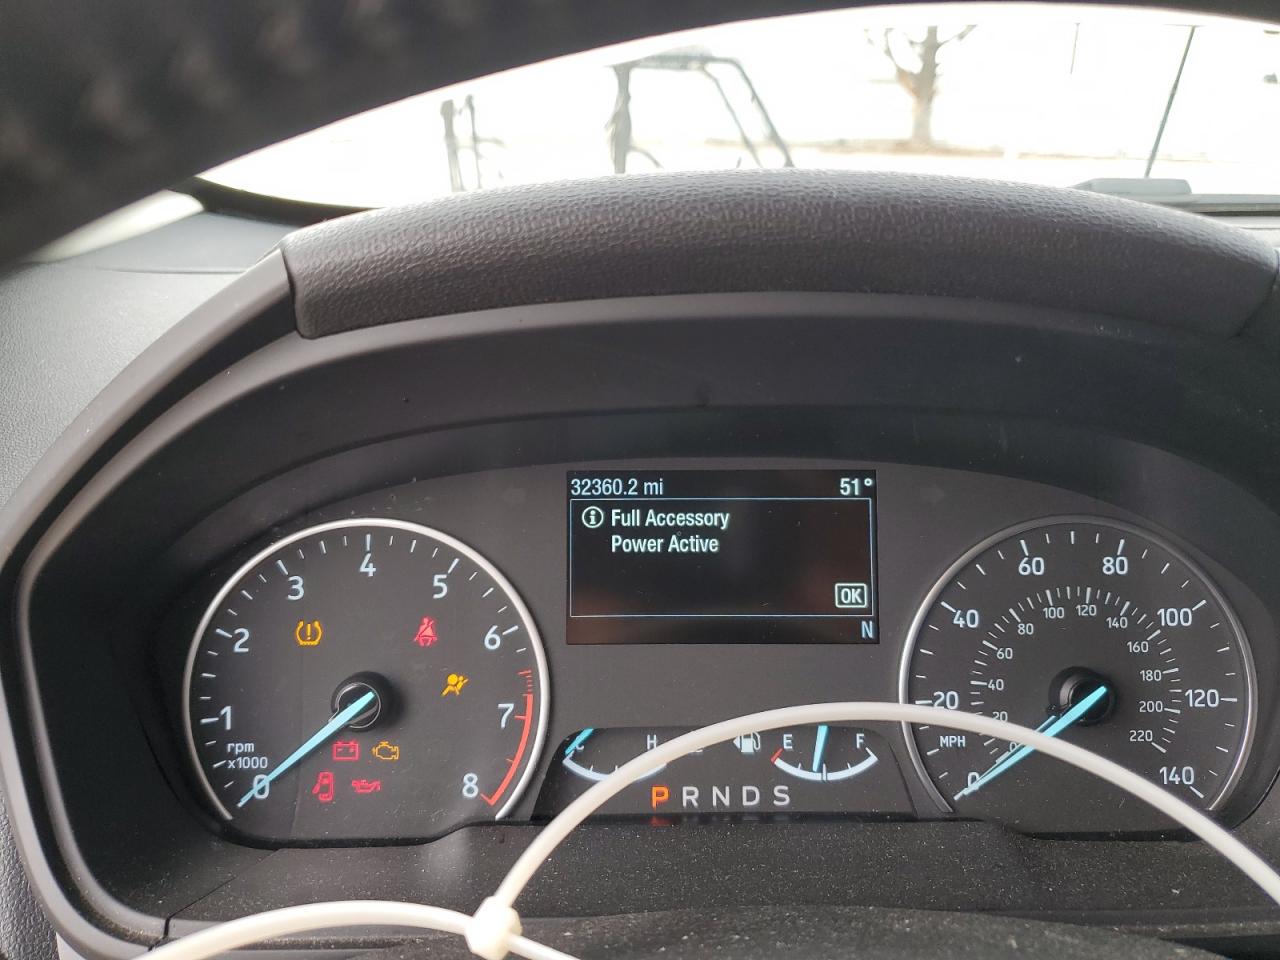 32360.2 mi 51°
Full Accessory
Power Active
OK
N
0 1 2 3 4 5 6 7 8
rpm
x1000
C H E F
P R N D S
0 20 40 60 80 100 120 140
MPH
0 20 40 60 80 100 120 140 160 180 200 220